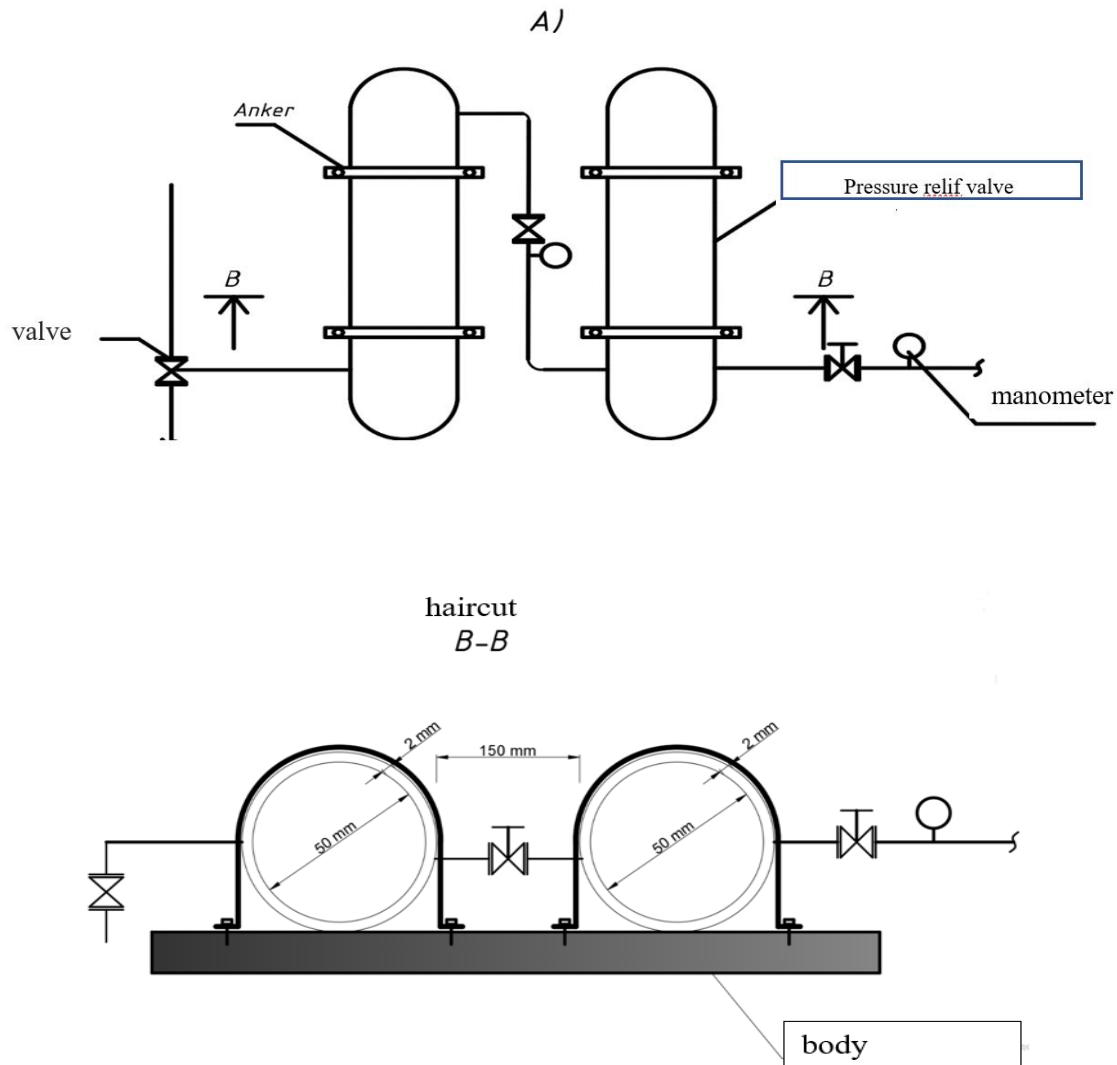 A)
Anker
Pressure relif valve
B
B
valve
manometer
haircut
B-B
2 mm
150 mm
2 mm
50 mm
50 mm
body